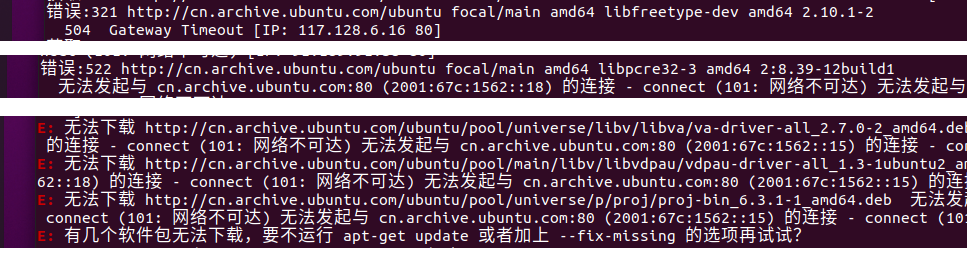 错误:321 http://cn.archive.ubuntu.com/ubuntu focal/main amd64 libfreetype-dev amd64 2.10.1-2
504 Gateway Timeout [IP: 117.128.6.16 80]
错误:522 http://cn.archive.ubuntu.com/ubuntu focal/main amd64 libpcre32-3 amd64 2:8.39-12build1
无法发起与 cn.archive.ubuntu.com:80 (2001:67c:1562::18) 的连接 - connect (101: 网络不可达) 无法发起与
E: 无法下载 http://cn.archive.ubuntu.com/ubuntu/pool/universe/libv/libva/va-driver-all_2.7.0-2_amd64.deb
的连接 - connect (101: 网络不可达) 无法发起与 cn.archive.ubuntu.com:80 (2001:67c:1562::15) 的连接 - co
E: 无法下载 http://cn.archive.ubuntu.com/ubuntu/pool/main/libv/libvdpau/vdpau-driver-all_1.3-1ubuntu2_am
62::18) 的连接 - connect (101: 网络不可达) 无法发起与 cn.archive.ubuntu.com:80 (2001:67c:1562::15) 的连
E: 无法下载 http://cn.archive.ubuntu.com/ubuntu/pool/universe/p/proj/proj-bin_6.3.1-1_amd64.deb 无法发
connect (101: 网络不可达) 无法发起与 cn.archive.ubuntu.com:80 (2001:67c:1562::15) 的连接 - connect (101
E: 有几个软件包无法下载，要不运行 apt-get update 或者加上 --fix-missing 的选项再试试？